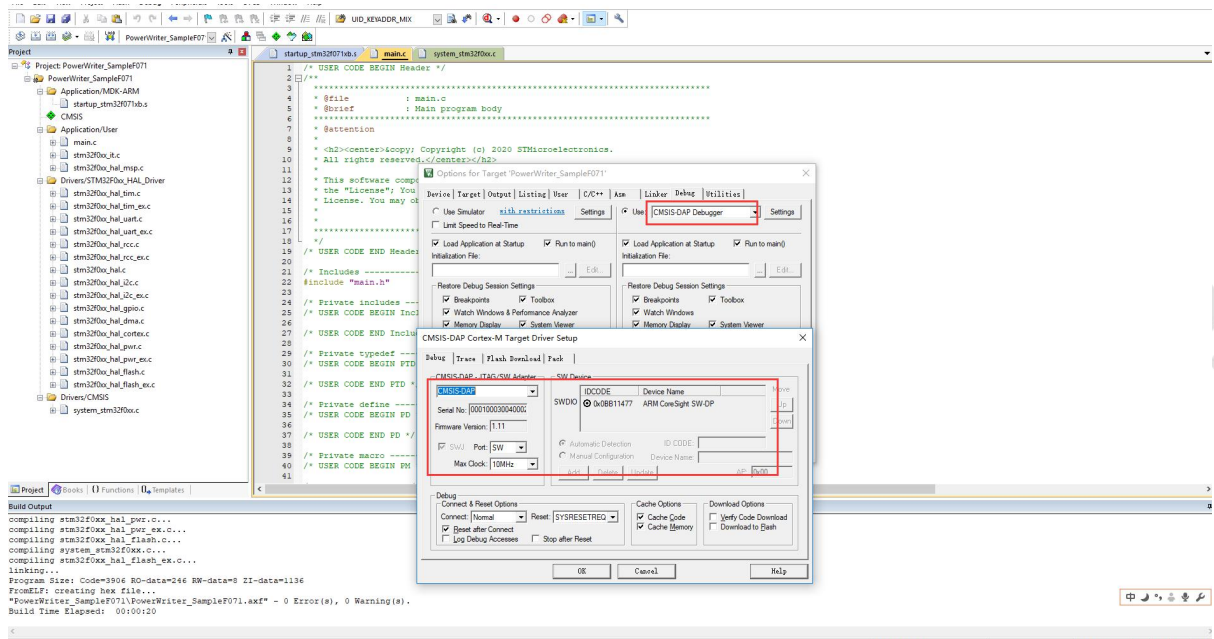 File Edit View Project Flash Debug Peripherals Tools SVCS Window Help
UID_KEYADDR_MIX
PowerWriter_SampleF07
Project
Project: PowerWriter_SampleF071
PowerWriter_SampleF071
Application/MDK-ARM
startup_stm32f071xb.s
CMSIS
Application/User
main.c
stm32f0xx_it.c
stm32f0xx_hal_msp.c
Drivers/STM32F0xx_HAL_Driver
stm32f0xx_hal_tim.c
stm32f0xx_hal_tim_ex.c
stm32f0xx_hal_uart.c
stm32f0xx_hal_uart_ex.c
stm32f0xx_hal_rcc.c
stm32f0xx_hal_rcc_ex.c
stm32f0xx_hal.c
stm32f0xx_hal_i2c.c
stm32f0xx_hal_i2c_ex.c
stm32f0xx_hal_gpio.c
stm32f0xx_hal_dma.c
stm32f0xx_hal_cortex.c
stm32f0xx_hal_pwr.c
stm32f0xx_hal_pwr_ex.c
stm32f0xx_hal_flash.c
stm32f0xx_hal_flash_ex.c
Drivers/CMSIS
system_stm32f0xx.c
Project Books {} Functions Templates
startup_stm32f071xb.s main.c system_stm32f0xx.c
1 /* USER CODE BEGIN Header */
2 /**
3 ******************************************************************************
4 * @file : main.c
5 * @brief : Main program body
6 ******************************************************************************
7 * @attention
8 *
9 * <h2><center>&copy; Copyright (c) 2020 STMicroelectronics.
10 * All rights reserved.</center></h2>
11 *
12 * This software compo
13 * the "License"; You
14 * License. You may ob
15 *
16 *
17 **********************
18 */
19 /* USER CODE END Header
20
21 /* Includes ----------
22 #include "main.h"
23
24 /* Private includes ---
25 /* USER CODE BEGIN Incl
26
27 /* USER CODE END Inclu
28
29 /* Private typedef ---
30 /* USER CODE BEGIN PTD
31
32 /* USER CODE END PTD *
33
34 /* Private define ----
35 /* USER CODE BEGIN PD
36
37 /* USER CODE END PD */
38
39 /* Private macro -----
40 /* USER CODE BEGIN PM
41
Options for Target 'PowerWriter_SampleF071'
Device Target Output Listing User C/C++ Asm Linker Debug Utilities
Use Simulator with restrictions Settings
Limit Speed to Real-Time
Use: CMSIS-DAP Debugger Settings
Load Application at Startup Run to main()
Initialization File:
... Edit...
Load Application at Startup Run to main()
Initialization File:
... Edit...
Restore Debug Session Settings
Breakpoints Toolbox
Watch Windows & Performance Analyzer
Memory Display System Viewer
Restore Debug Session Settings
Breakpoints Toolbox
Watch Windows
Memory Display System Viewer
CMSIS-DAP Cortex-M Target Driver Setup
Debug Trace Flash Download Pack
CMSIS-DAP - JTAG/SW Adapter
CMSIS-DAP
Serial No: 00010003004000
Firmware Version: 1.11
SWJ Port: SW
Max Clock: 10MHz
SW Device
IDCODE Device Name
SWDIO 0x0BB11477 ARM CoreSight SW-DP
Move
Up
Down
Automatic Detection ID CODE:
Manual Configuration Device Name:
Add Delete Update AP: 0x00
Debug
Connect & Reset Options
Connect: Normal Reset: SYSRESETREQ
Reset after Connect
Log Debug Accesses Stop after Reset
Cache Options
Cache Code
Cache Memory
Download Options
Verify Code Download
Download to Flash
OK Cancel Help
Build Output
compiling stm32f0xx_hal_pwr.c...
compiling stm32f0xx_hal_pwr_ex.c...
compiling stm32f0xx_hal_flash.c...
compiling system_stm32f0xx.c...
compiling stm32f0xx_hal_flash_ex.c...
linking...
Program Size: Code=3906 RO-data=246 RW-data=8 ZI-data=1136
FromELF: creating hex file...
"PowerWriter_SampleF071\PowerWriter_SampleF071.axf" - 0 Error(s), 0 Warning(s).
Build Time Elapsed: 00:00:20
中